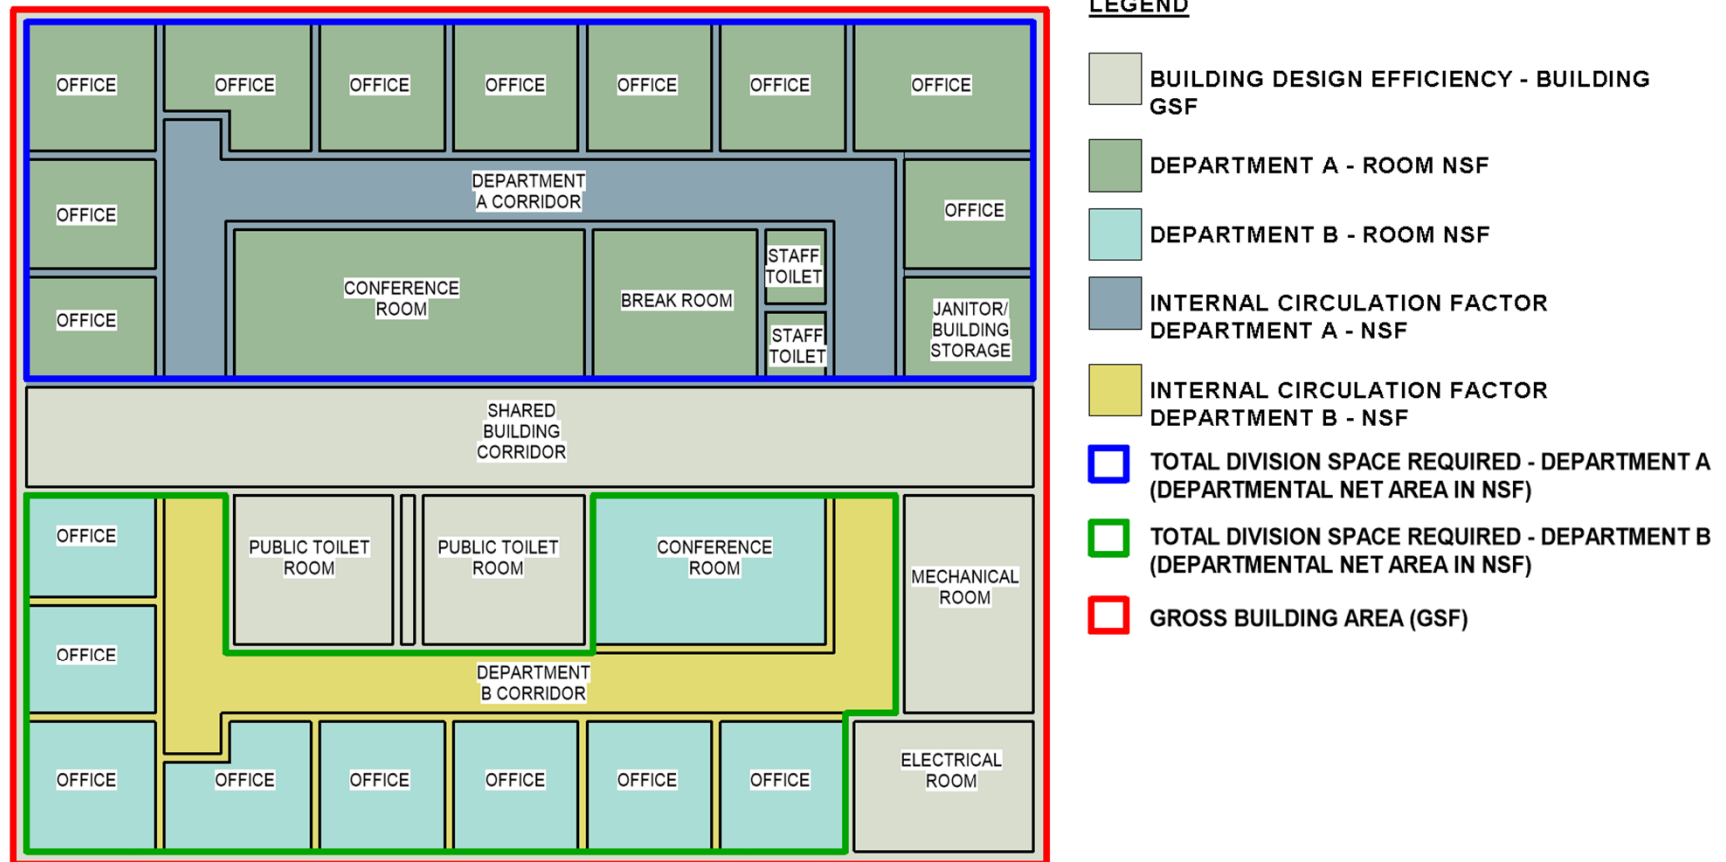 OFFICE
OFFICE
OFFICE
OFFICE
OFFICE
OFFICE
OFFICE
OFFICE
DEPARTMENT
A CORRIDOR
OFFICE
OFFICE
CONFERENCE
ROOM
BREAK ROOM
STAFF
TOILET
STAFF
TOILET
JANITOR/
BUILDING
STORAGE
SHARED
BUILDING
CORRIDOR
OFFICE
PUBLIC TOILET
ROOM
PUBLIC TOILET
ROOM
CONFERENCE
ROOM
MECHANICAL
ROOM
OFFICE
DEPARTMENT
B CORRIDOR
OFFICE
OFFICE
OFFICE
OFFICE
OFFICE
OFFICE
ELECTRICAL
ROOM
LEGEND
BUILDING DESIGN EFFICIENCY - BUILDING
GSF
DEPARTMENT A - ROOM NSF
DEPARTMENT B - ROOM NSF
INTERNAL CIRCULATION FACTOR
DEPARTMENT A - NSF
INTERNAL CIRCULATION FACTOR
DEPARTMENT B - NSF
TOTAL DIVISION SPACE REQUIRED - DEPARTMENT A
(DEPARTMENTAL NET AREA IN NSF)
TOTAL DIVISION SPACE REQUIRED - DEPARTMENT B
(DEPARTMENTAL NET AREA IN NSF)
GROSS BUILDING AREA (GSF)